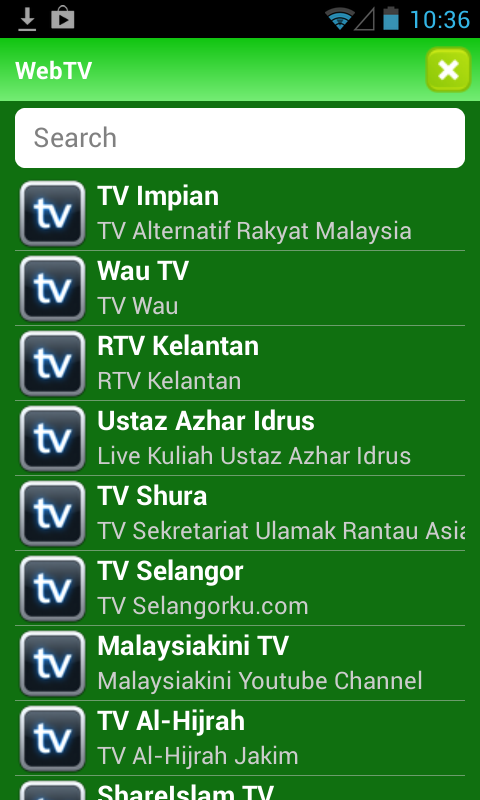 10:36
WebTV
Search
tv
TV Impian
TV Alternatif Rakyat Malaysia
tv
Wau TV
TV Wau
tv
RTV Kelantan
RTV Kelantan
tv
Ustaz Azhar Idrus
Live Kuliah Ustaz Azhar Idrus
tv
TV Shura
TV Sekretariat Ulamak Rantau Asia
tv
TV Selangor
TV Selangorku.com
tv
Malaysiakini TV
Malaysiakini Youtube Channel
tv
TV Al-Hijrah
TV Al-Hijrah Jakim
ShareIslam TV